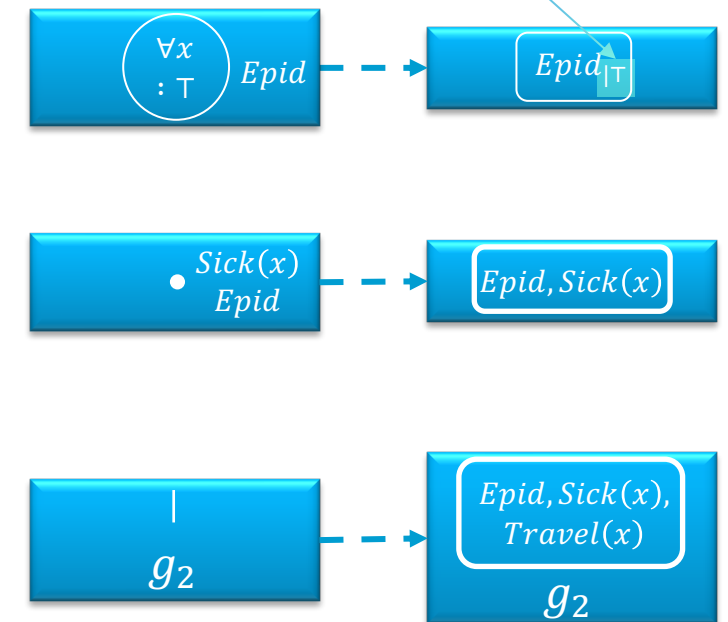 ∀x
: ⊤
Epid
Epid|⊤
Sick(x)
Epid
Epid, Sick(x)
|
g₂
Epid, Sick(x),
Travel(x)
g₂